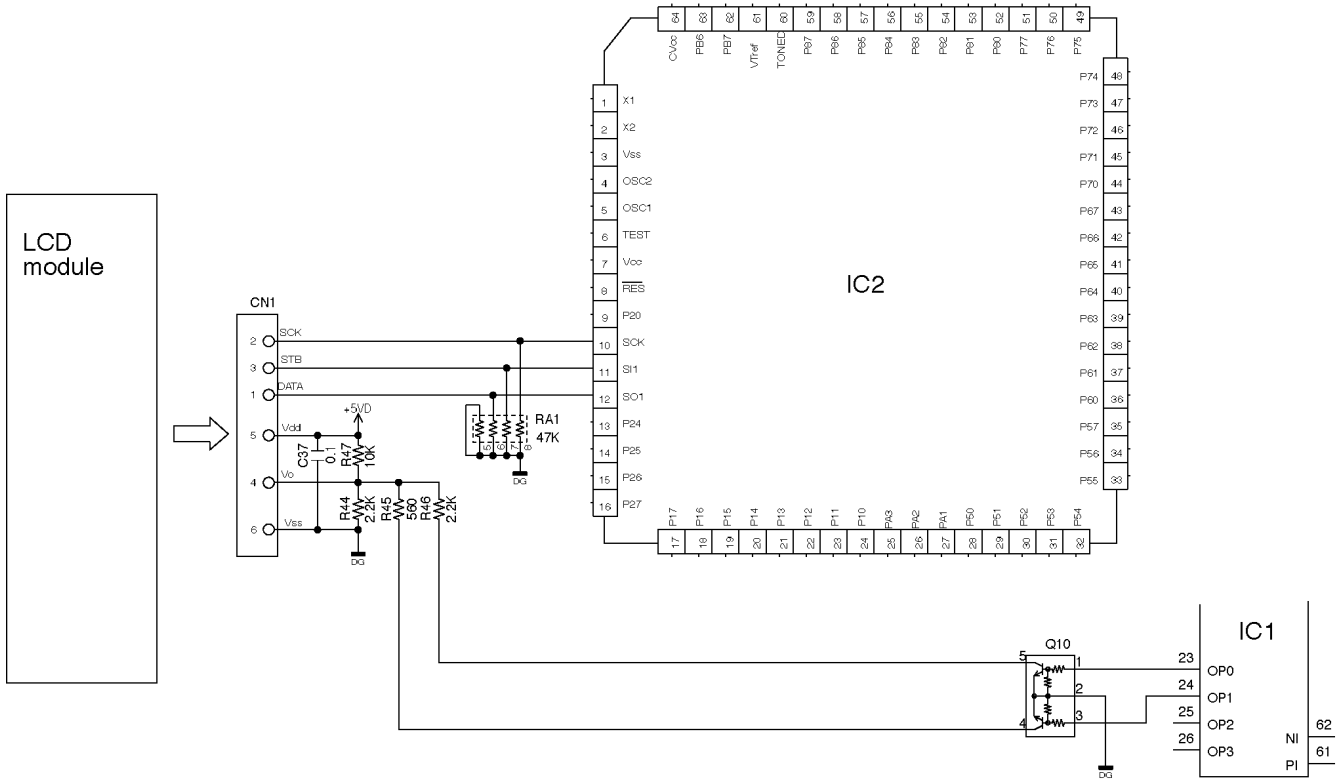 64 63 62 61 60 59 58 57 56 55 54 53 52 51 50 49
CVcc PB6 PB7 VTref TONED P87 P86 P85 P84 P83 P82 P81 P80 P77 P76 P75
1 X1
2 X2
3 Vss
4 OSC2
5 OSC1
6 TEST
7 Vcc
8 RES
9 P20
10 SCK
11 SI1
12 SO1
13 P24
14 P25
15 P26
16 P27
IC2
P74 48
P73 47
P72 46
P71 45
P70 44
P67 43
P66 42
P65 41
P64 40
P63 39
P62 38
P61 37
P60 36
P57 35
P56 34
P55 33
P17 P16 P15 P14 P13 P12 P11 P10 PA3 PA2 PA1 P50 P51 P52 P53 P54
17 18 19 20 21 22 23 24 25 26 27 28 29 30 31 32
LCD
module
CN1
2 SCK
3 STB
1 DATA
5 Vdd
4 Vo
6 Vss
+5VD
C37
0.1
R47
10K
R44
2.2K
R45
560
R46
2.2K
DG
RA1
47K
5 6 7 8
DG
Q10
5 1
2
4 3
DG
IC1
23 OP0
24 OP1
25 OP2
26 OP3
NI 62
PI 61